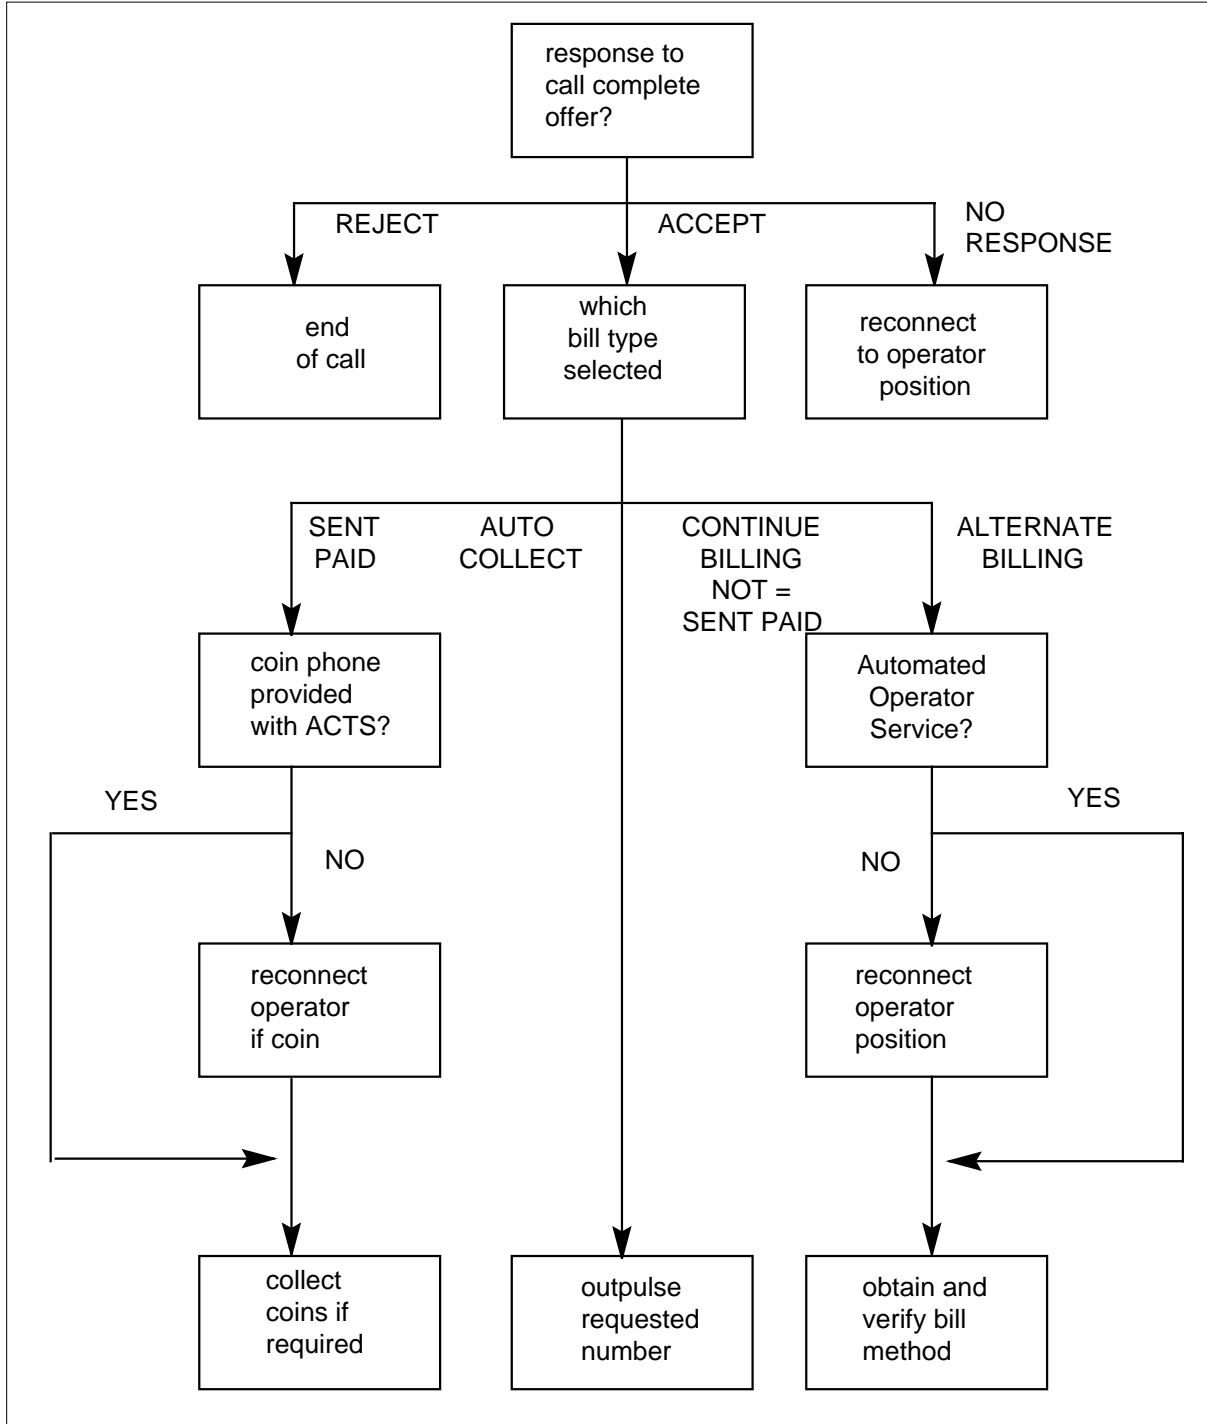 response to
call complete
offer?
REJECT
ACCEPT
NO
RESPONSE
end
of call
which
bill type
selected
reconnect
to operator
position
SENT
PAID
AUTO
COLLECT
CONTINUE
BILLING
NOT =
SENT PAID
ALTERNATE
BILLING
coin phone
provided
with ACTS?
Automated
Operator
Service?
YES
NO
NO
YES
reconnect
operator
if coin
reconnect
operator
position
collect
coins if
required
outpulse
requested
number
obtain and
verify bill
method